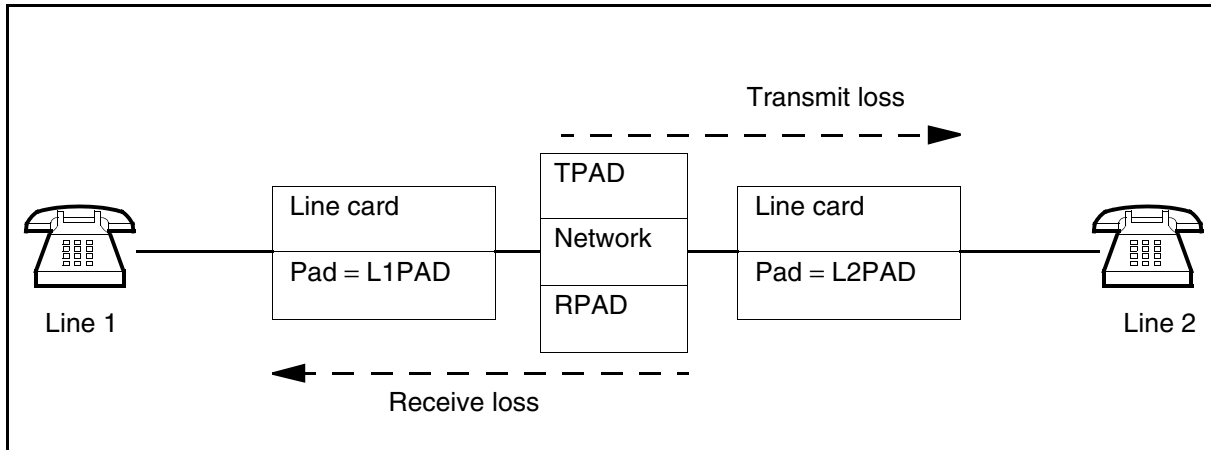 Transmit loss
TPAD
Line card
Line card
Network
Pad = L1PAD
Pad = L2PAD
RPAD
Line 1
Line 2
Receive loss